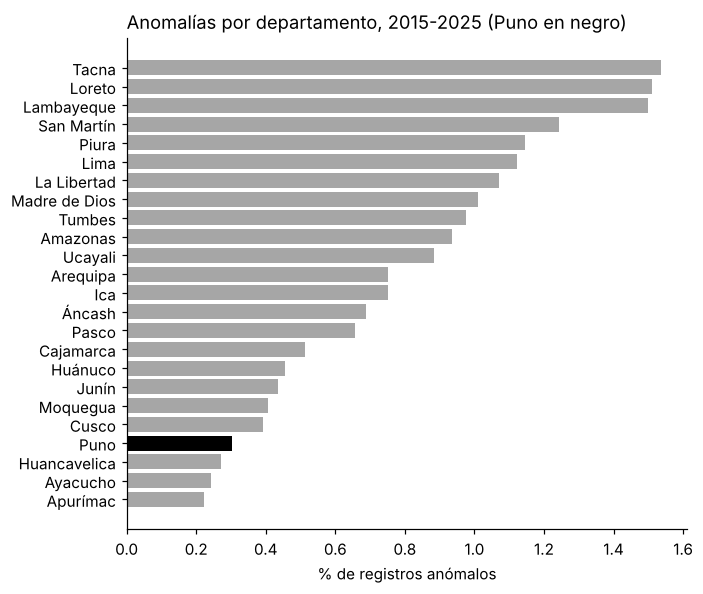 Anomalías por departamento, 2015-2025 (Puno en negro)
Tacna
Loreto
Lambayeque
San Martín
Piura
Lima
La Libertad
Madre de Dios
Tumbes
Amazonas
Ucayali
Arequipa
Ica
Áncash
Pasco
Cajamarca
Huánuco
Junín
Moquegua
Cusco
Puno
Huancavelica
Ayacucho
Apurímac
0.0 0.2 0.4 0.6 0.8 1.0 1.2 1.4 1.6
% de registros anómalos